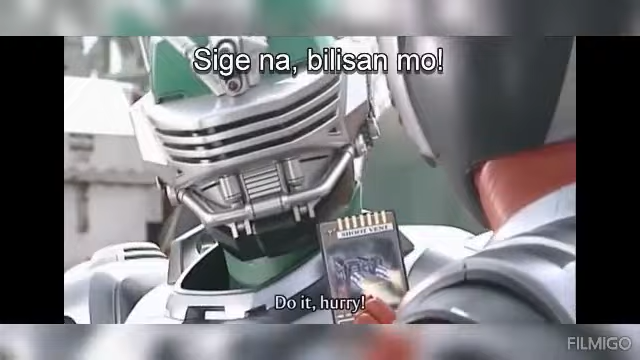 Sige na, bilisan mo!
SHOOT VENT
Do it, hurry!
FILMIGO